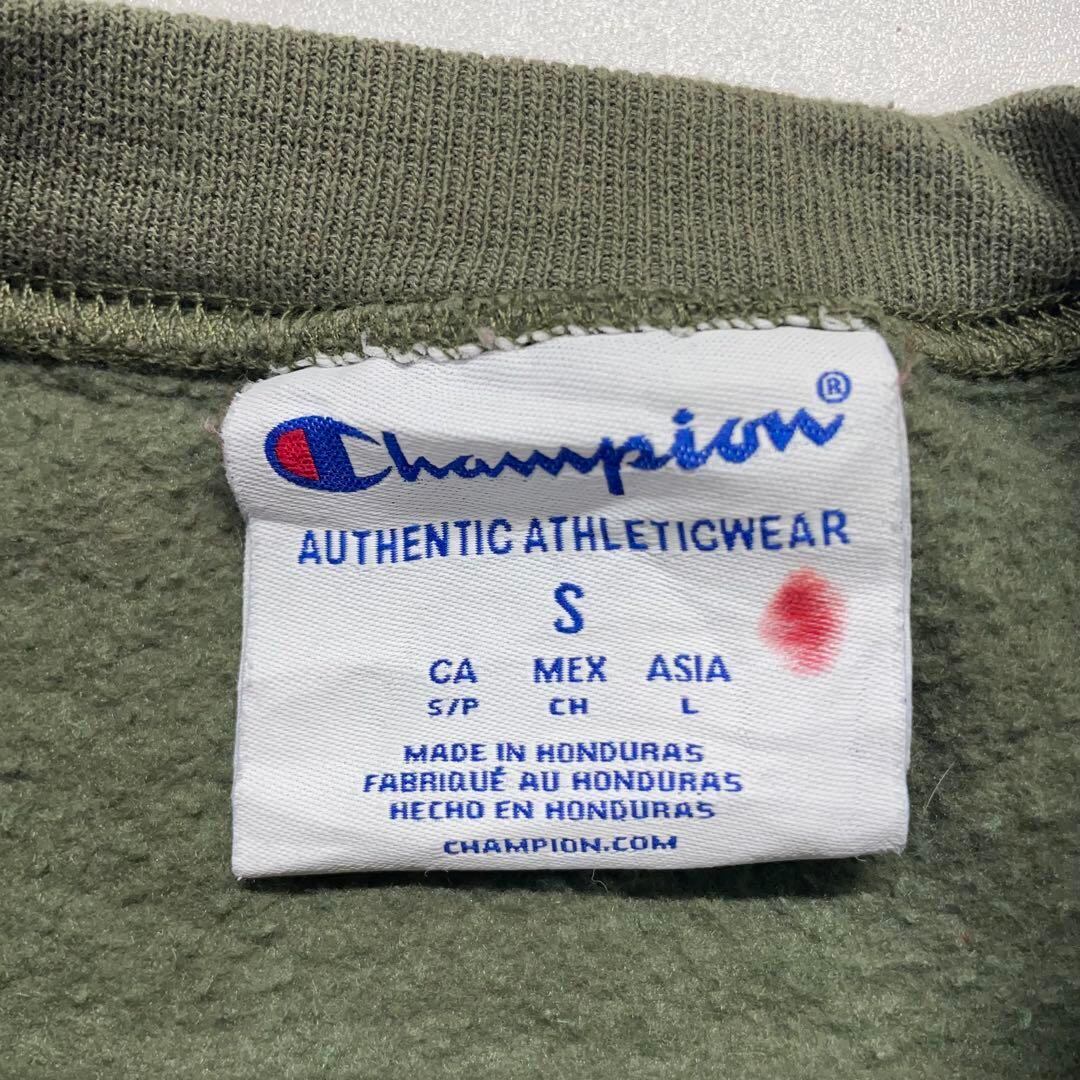 Champion®
AUTHENTIC ATHLETICWEAR
S
CA MEX ASIA
S/P CH L
MADE IN HONDURAS
FABRIQUÉ AU HONDURAS
HECHO EN HONDURAS
CHAMPION.COM